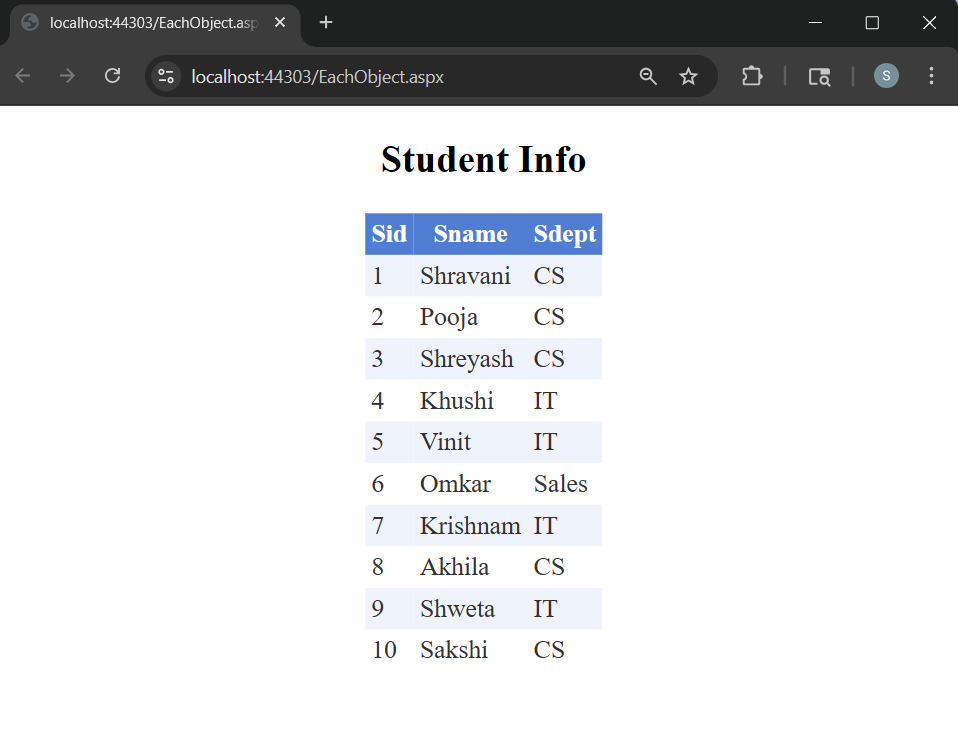 localhost:44303/EachObject.asp
localhost:44303/EachObject.aspx
S
Student Info
Sid Sname Sdept
1 Shravani CS
2 Pooja CS
3 Shreyash CS
4 Khushi IT
5 Vinit IT
6 Omkar Sales
7 Krishnam IT
8 Akhila CS
9 Shweta IT
10 Sakshi CS